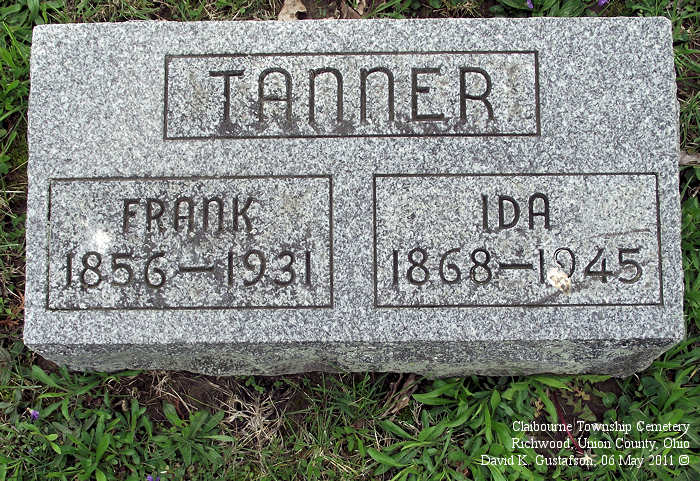 TANNER
FRANK
1856–1931
IDA
1868–1945
Claibourne Township Cemetery
Richwood, Union County, Ohio
David K. Gustafson, 06 May 2011 ©